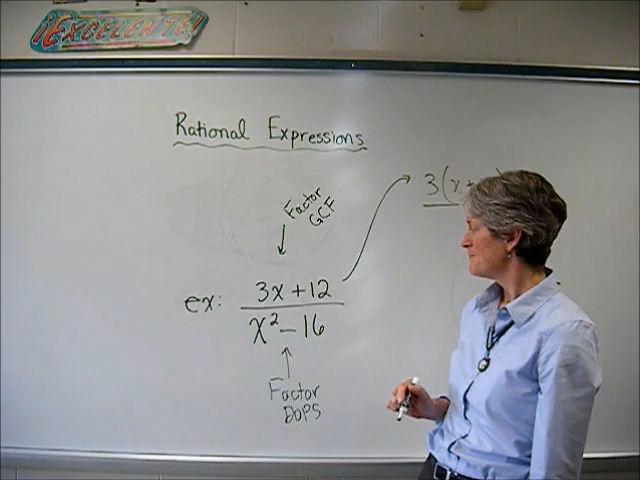 ¡EXCELENTE!
Rational Expressions
Factor
GCF
3(x+
ex: 3x+12
x²-16
Factor
DOPS